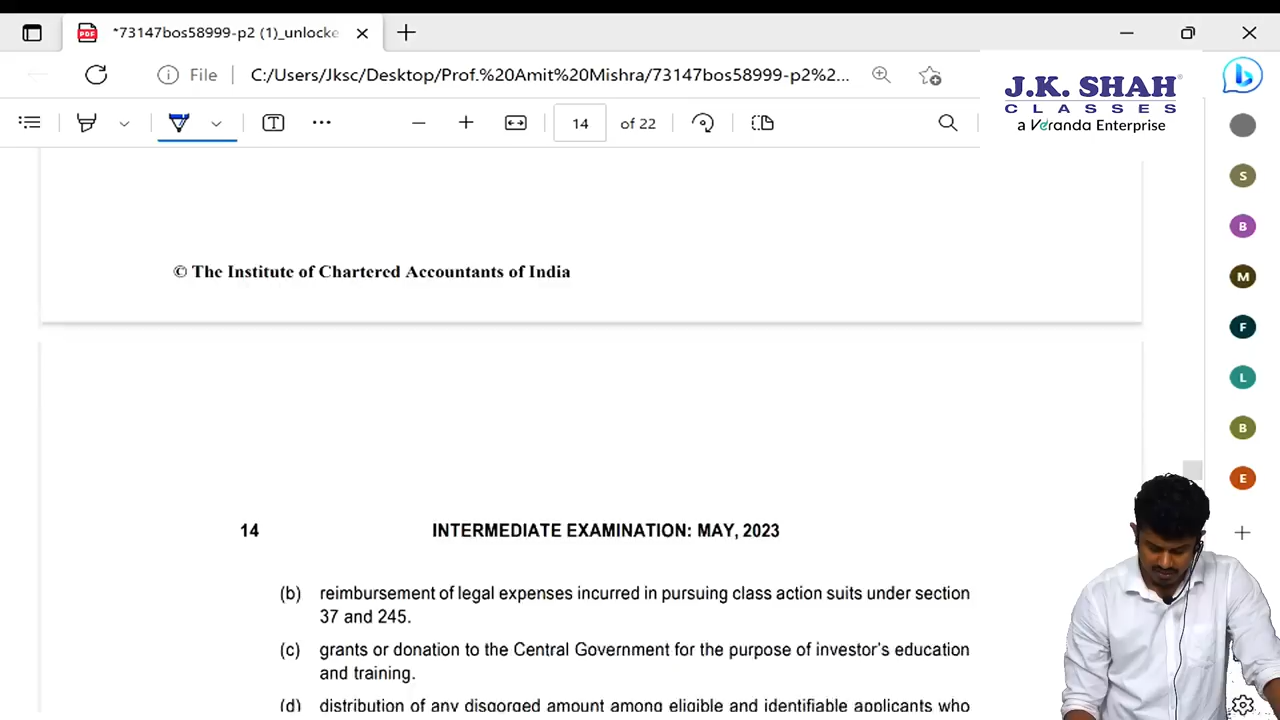 *73147bos58999-p2 (1)_unlocke
File
C:/Users/Jksc/Desktop/Prof.%20Amit%20Mishra/73147bos58999-p2%2...
J.K. SHAH®
CLASSES
a Veranda Enterprise
14 of 22
S
B
M
F
L
B
E
© The Institute of Chartered Accountants of India
14 INTERMEDIATE EXAMINATION: MAY, 2023
(b) reimbursement of legal expenses incurred in pursuing class action suits under section
37 and 245.
(c) grants or donation to the Central Government for the purpose of investor's education
and training.
(d) distribution of any disgorged amount among eligible and identifiable applicants who